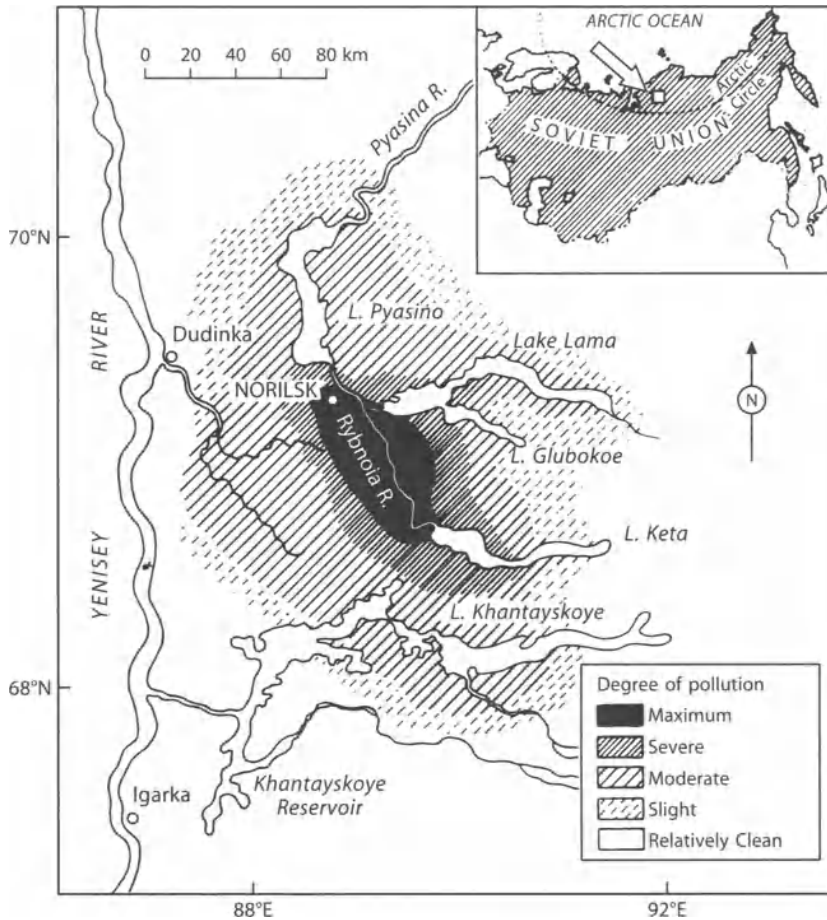 ARCTIC OCEAN
Arctic
Circle
SOVIET UNION
0 20 40 60 80 km
Pyasina R.
70°N
RIVER
L. Pyasino
Dudinka
Lake Lama
NORILSK
N
Rybnoia R.
L. Glubokoe
L. Keta
YENISEY
L. Khantayskoye
68°N
Igarka
Khantayskoye
Reservoir
Degree of pollution
Maximum
Severe
Moderate
Slight
Relatively Clean
88°E
92°E